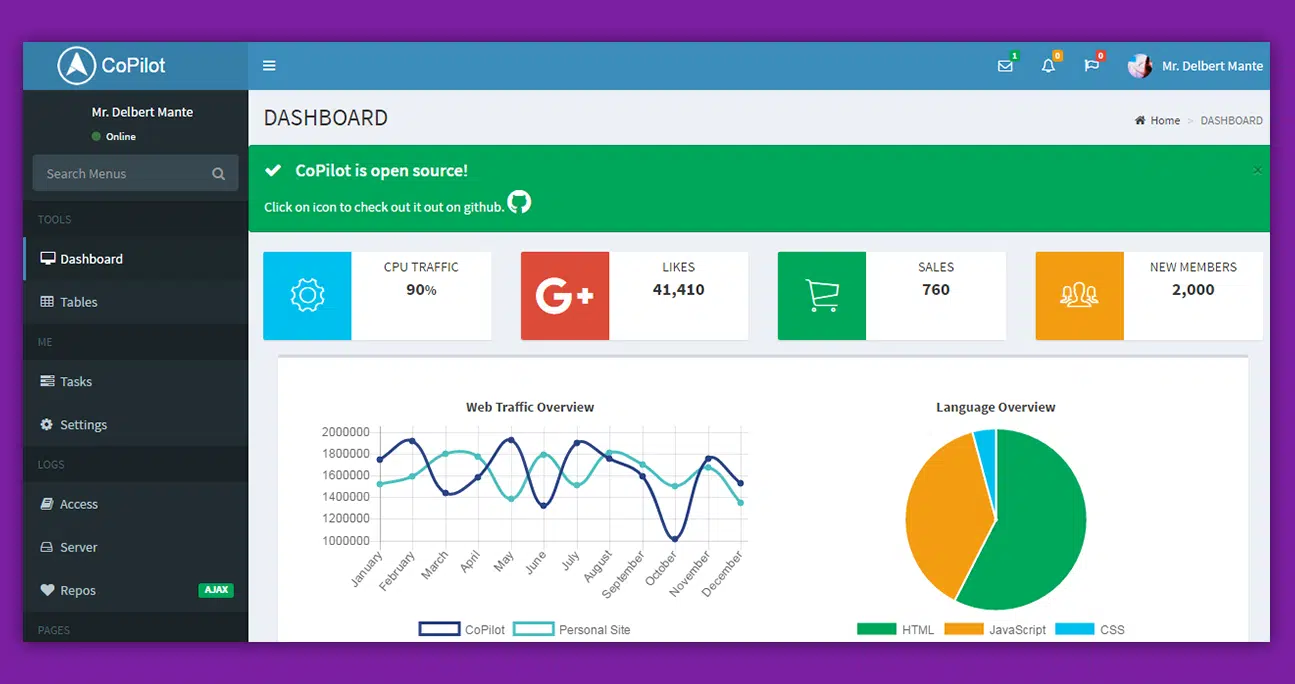 CoPilot
1
0
0
Mr. Delbert Mante
Mr. Delbert Mante
Online
Search Menus
TOOLS
Dashboard
Tables
ME
Tasks
Settings
LOGS
Access
Server
Repos
AJAX
PAGES
DASHBOARD
Home > DASHBOARD
CoPilot is open source!
×
Click on icon to check out it out on github.
CPU TRAFFIC
90%
G+
LIKES
41,410
SALES
760
NEW MEMBERS
2,000
Web Traffic Overview
2000000
1800000
1600000
1400000
1200000
1000000
January
February
March
April
May
June
July
August
September
October
November
December
CoPilot
Personal Site
Language Overview
HTML
JavaScript
CSS